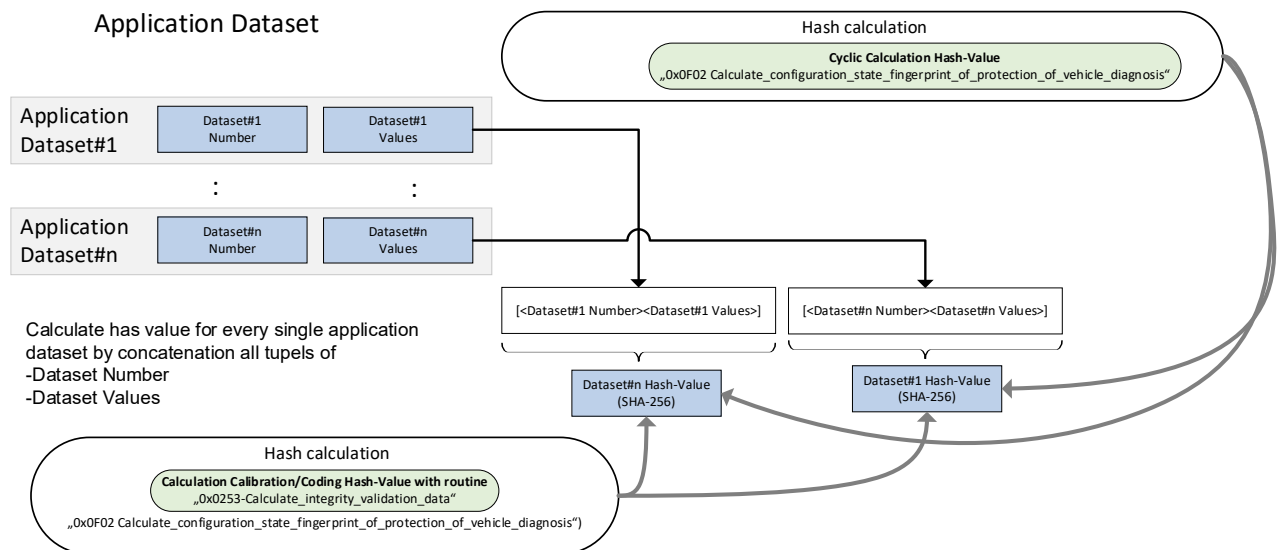 Application Dataset
Hash calculation
Cyclic Calculation Hash-Value
„0x0F02 Calculate_configuration_state_fingerprint_of_protection_of_vehicle_diagnosis“
Application
Dataset#1
Dataset#1
Number
Dataset#1
Values
:
:
Application
Dataset#n
Dataset#n
Number
Dataset#n
Values
[<Dataset#1 Number><Dataset#1 Values>]
[<Dataset#n Number><Dataset#n Values>]
Calculate has value for every single application
dataset by concatenation all tupels of
-Dataset Number
-Dataset Values
Dataset#n Hash-Value
(SHA-256)
Dataset#1 Hash-Value
(SHA-256)
Hash calculation
Calculation Calibration/Coding Hash-Value with routine
„0x0253-Calculate_integrity_validation_data“
„0x0F02 Calculate_configuration_state_fingerprint_of_protection_of_vehicle_diagnosis“)